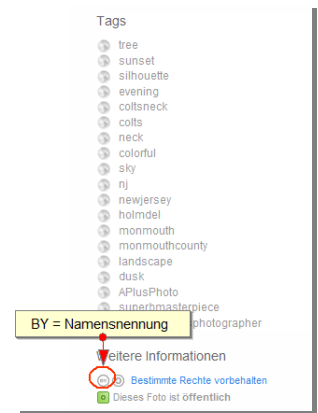 Tags
tree
sunset
silhouette
evening
coltsneck
colts
neck
colorful
sky
nj
newjersey
holmdel
monmouth
monmouthcounty
landscape
dusk
APlusPhoto
superbmasterpiece
BY = Namensnennung
photographer
Weitere Informationen
BY Bestimmte Rechte vorbehalten
Dieses Foto ist öffentlich